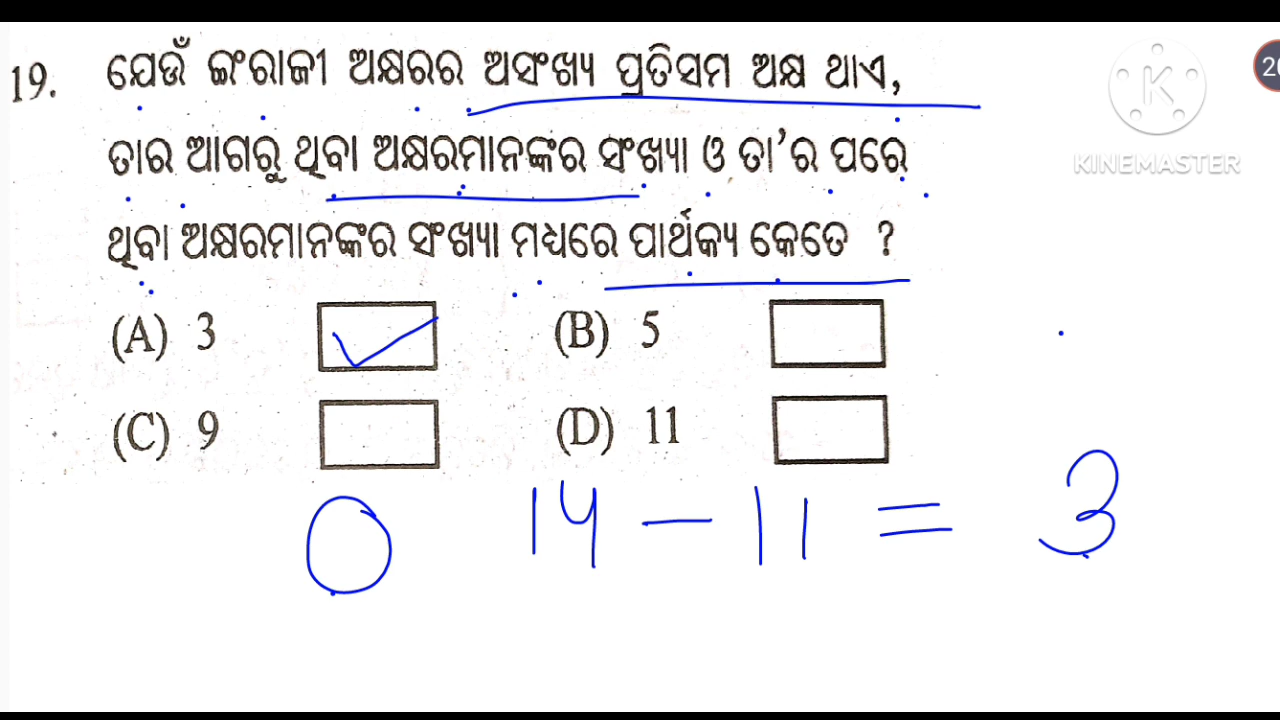 19. ଯେଉଁ ଇଂରାଜୀ ଅକ୍ଷରର ଅସଂଖ୍ୟ ପ୍ରତିସମ ଅକ୍ଷ ଥାଏ,
ତାର ଆଗରୁ ଥିବା ଅକ୍ଷରମାନଙ୍କର ସଂଖ୍ୟା ଓ ତା'ର ପରେ
ଥିବା ଅକ୍ଷରମାନଙ୍କର ସଂଖ୍ୟା ମଧ୍ୟରେ ପାର୍ଥକ୍ୟ କେତେ ?
(A) 3 (B) 5
(C) 9 (D) 11
O 14 - 11 = 3
K
KINEMASTER